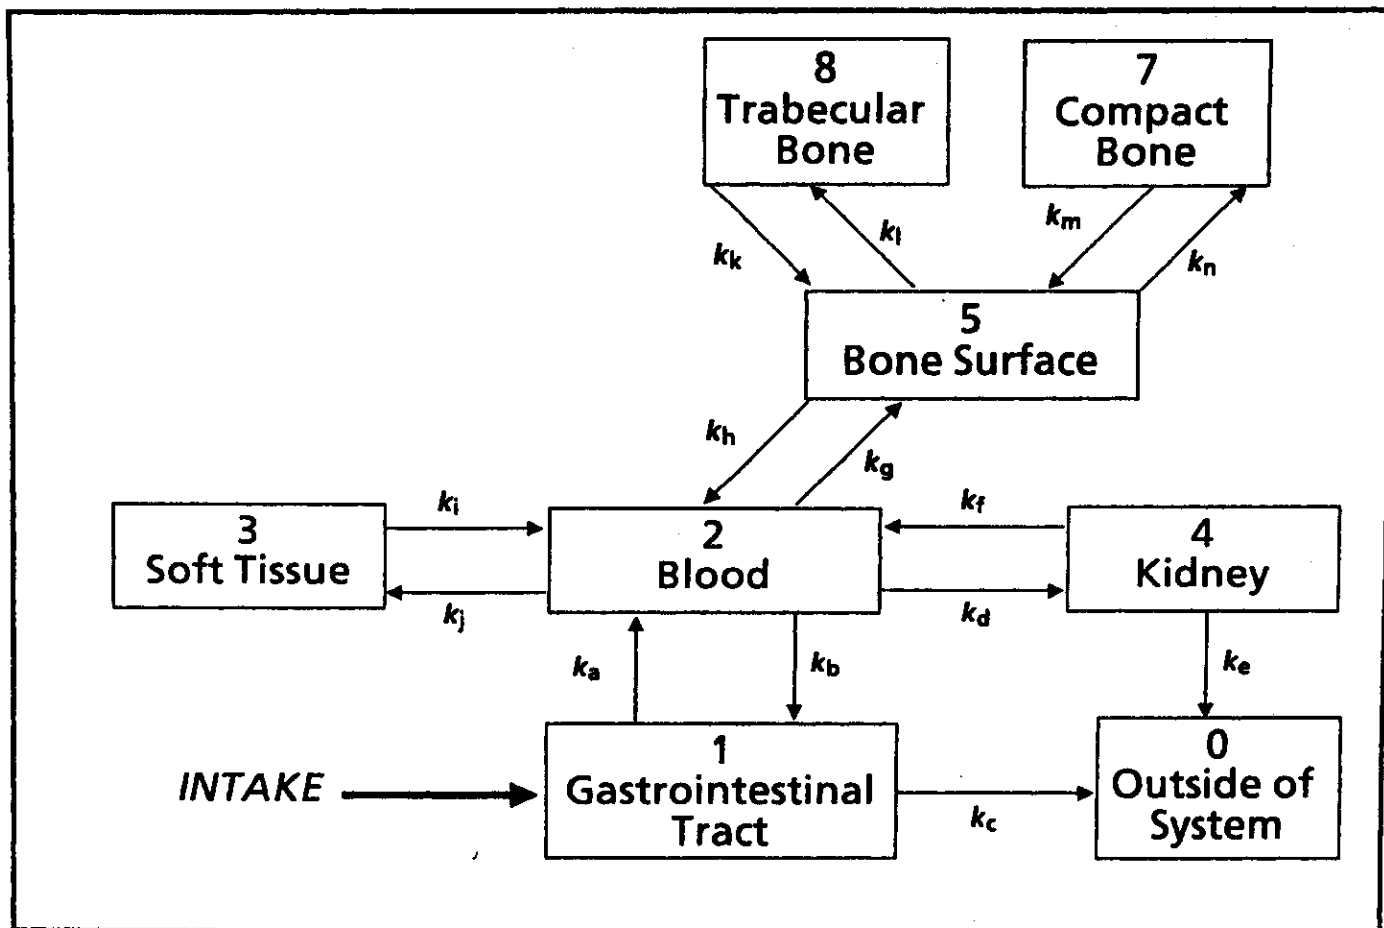 8
Trabecular
Bone
7
Compact
Bone
kk
kl
km
kn
5
Bone Surface
kh
kg
3
Soft Tissue
ki
kj
2
Blood
kf
kd
4
Kidney
ka
kb
ke
INTAKE
1
Gastrointestinal
Tract
kc
0
Outside of
System